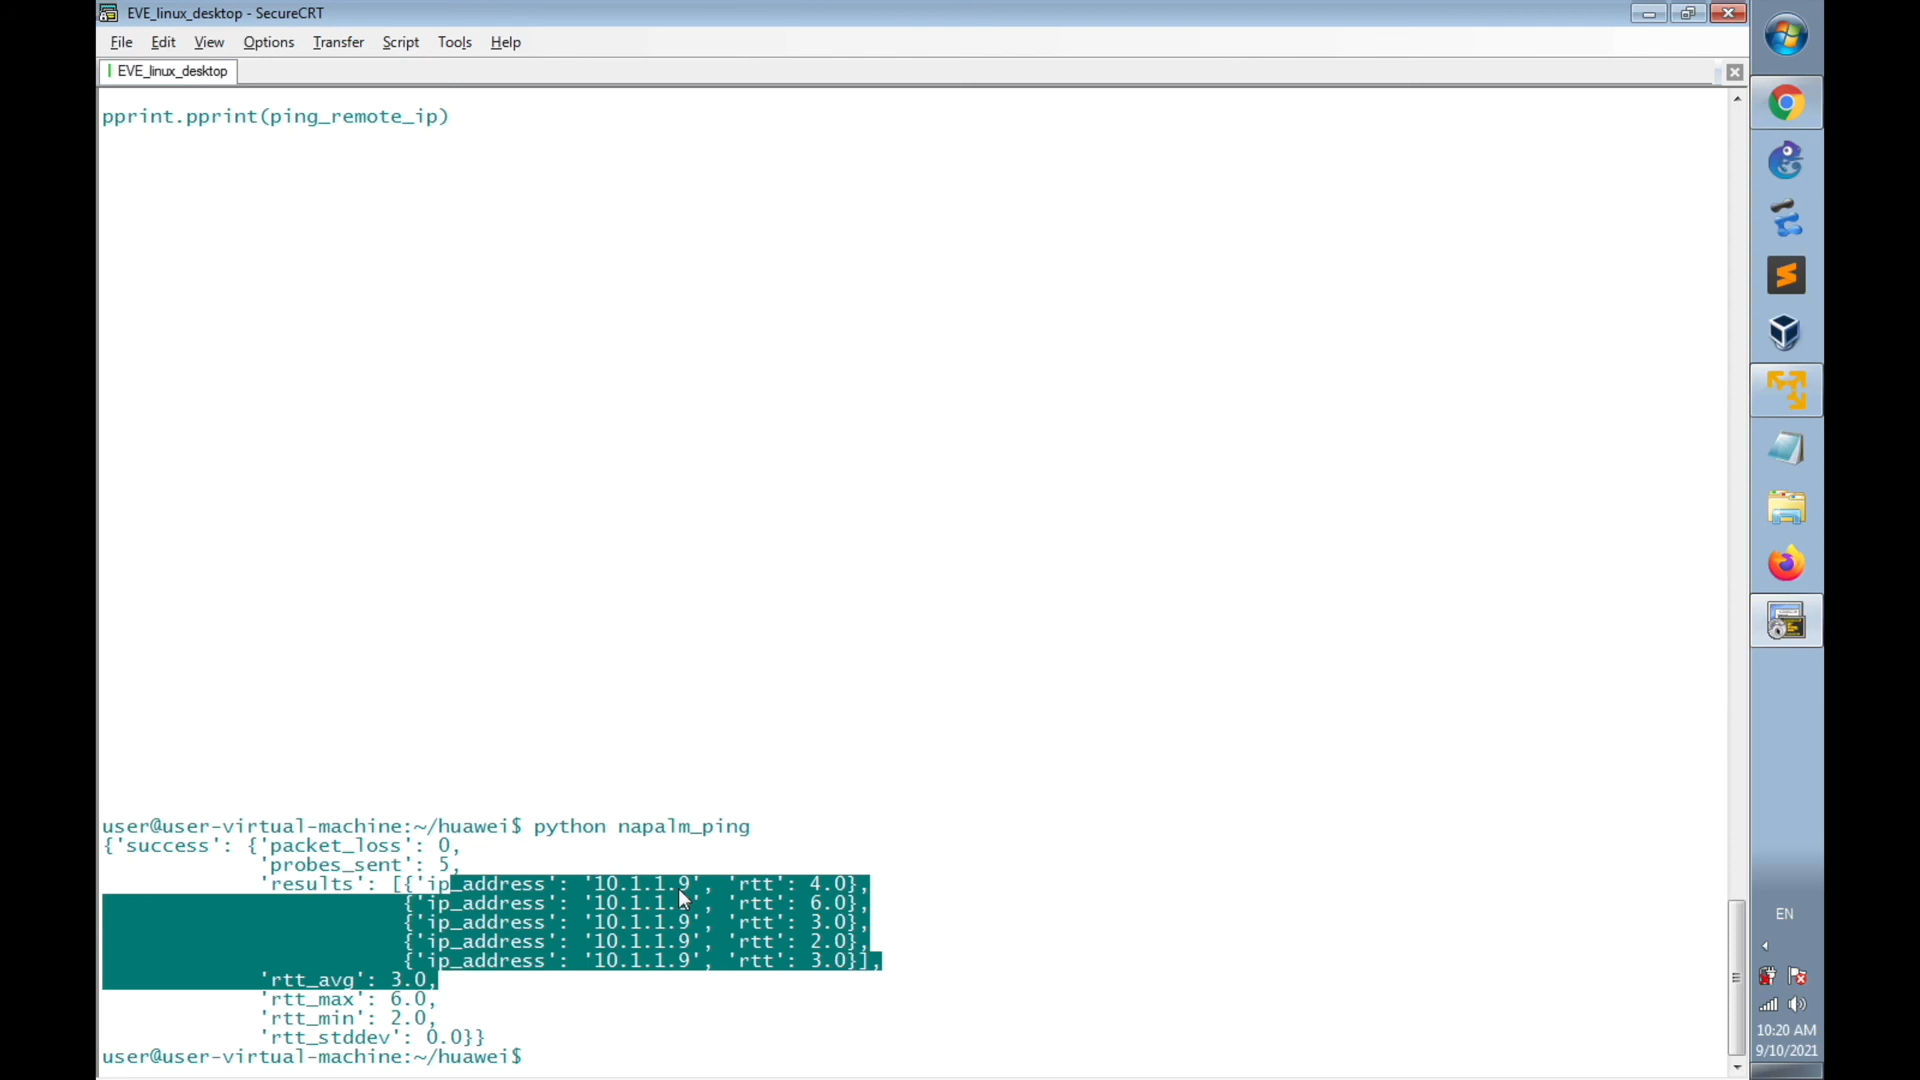 EVE_linux_desktop - SecureCRT
File Edit View Options Transfer Script Tools Help
EVE_linux_desktop
pprint.pprint(ping_remote_ip)
user@user-virtual-machine:~/huawei$ python napalm_ping
{'success': {'packet_loss': 0,
'probes_sent': 5,
'results': [{'ip_address': '10.1.1.9', 'rtt': 4.0},
{'ip_address': '10.1.1. ', 'rtt': 6.0},
{'ip_address': '10.1.1.9', 'rtt': 3.0},
{'ip_address': '10.1.1.9', 'rtt': 2.0},
{'ip_address': '10.1.1.9', 'rtt': 3.0}],
'rtt_avg': 3.0,
'rtt_max': 6.0,
'rtt_min': 2.0,
'rtt_stddev': 0.0}}
user@user-virtual-machine:~/huawei$
EN
10:20 AM
9/10/2021